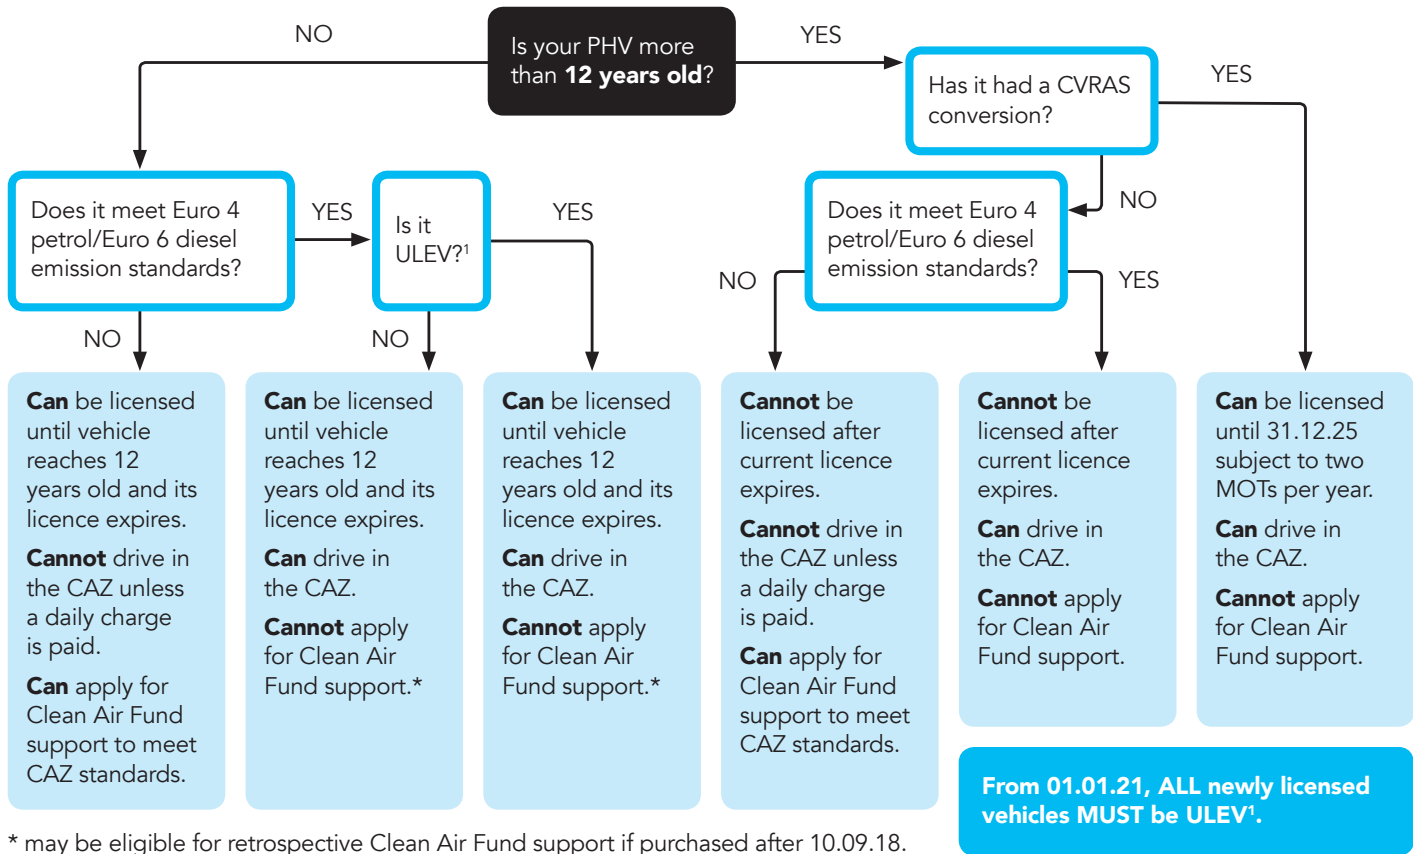 Is your PHV more
than 12 years old?
NO
YES
Has it had a CVRAS
conversion?
YES
NO
Does it meet Euro 4
petrol/Euro 6 diesel
emission standards?
YES
NO
Is it
ULEV?¹
YES
NO
Does it meet Euro 4
petrol/Euro 6 diesel
emission standards?
NO
YES
Can be licensed
until vehicle
reaches 12
years old and its
licence expires.
Cannot drive in
the CAZ unless
a daily charge
is paid.
Can apply for
Clean Air Fund
support to meet
CAZ standards.
Can be licensed
until vehicle
reaches 12
years old and its
licence expires.
Can drive in
the CAZ.
Cannot apply
for Clean Air
Fund support.*
Can be licensed
until vehicle
reaches 12
years old and its
licence expires.
Can drive in
the CAZ.
Cannot apply
for Clean Air
Fund support.*
Cannot be
licensed after
current licence
expires.
Cannot drive in
the CAZ unless
a daily charge
is paid.
Can apply for
Clean Air Fund
support to meet
CAZ standards.
Cannot be
licensed after
current licence
expires.
Can drive in
the CAZ.
Cannot apply
for Clean Air
Fund support.
Can be licensed
until 31.12.25
subject to two
MOTs per year.
Can drive in
the CAZ.
Cannot apply
for Clean Air
Fund support.
From 01.01.21, ALL newly licensed
vehicles MUST be ULEV¹.
* may be eligible for retrospective Clean Air Fund support if purchased after 10.09.18.